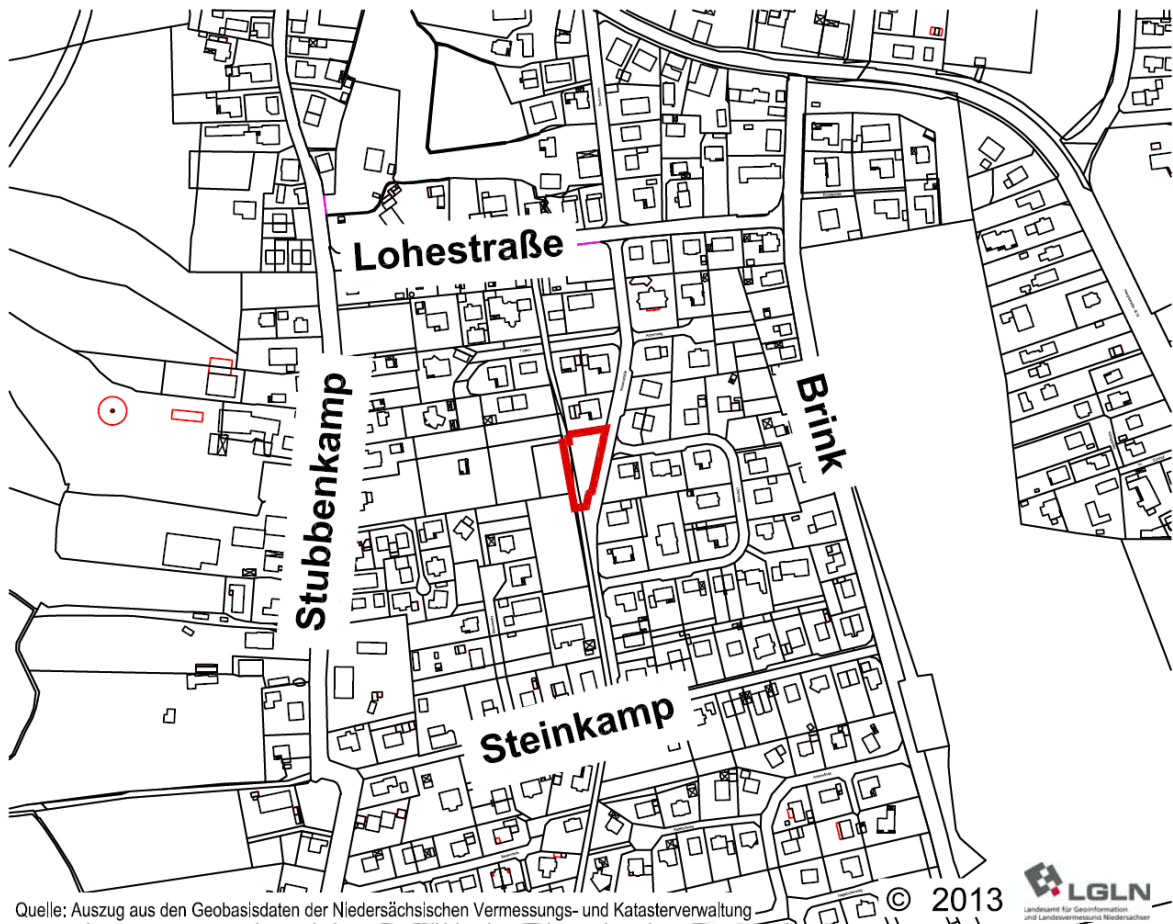 Lohestraße
Stubbenkamp
Brink
Steinkamp
Quelle: Auszug aus den Geobasisdaten der Niedersächsischen Vermessungs- und Katasterverwaltung
© 2013
LGLN
Landesamt für Geoinformation
und Landesvermessung Niedersachsen